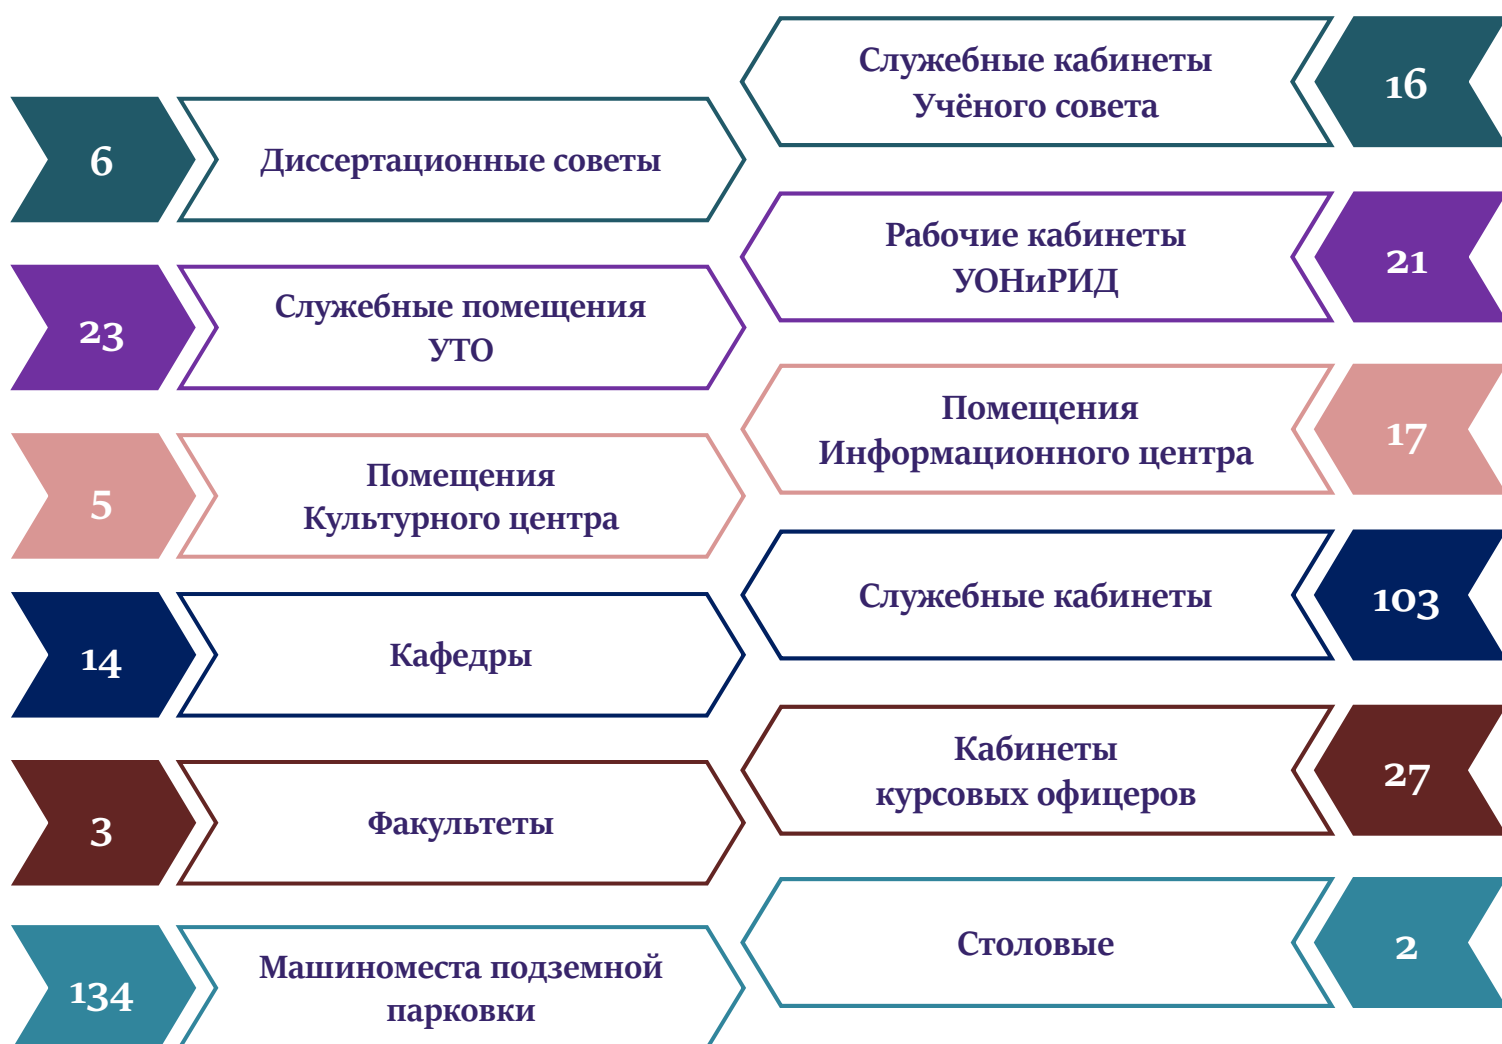 6
Диссертационные советы
23
Служебные помещения
УТО
5
Помещения
Культурного центра
14
Кафедры
3
Факультеты
134
Машиноместа подземной
парковки
Служебные кабинеты
Учёного совета
16
Рабочие кабинеты
УОНиРИД
21
Помещения
Информационного центра
17
Служебные кабинеты
103
Кабинеты
курсовых офицеров
27
Столовые
2